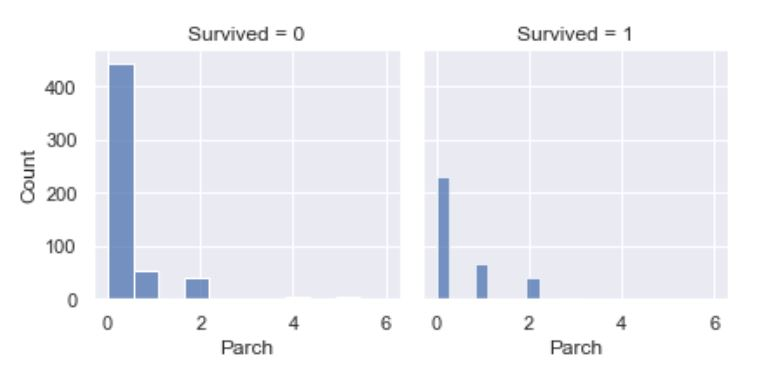 Survived = 0
Survived = 1
Count
400
300
200
100
0
0 2 4 6
0 2 4 6
Parch
Parch